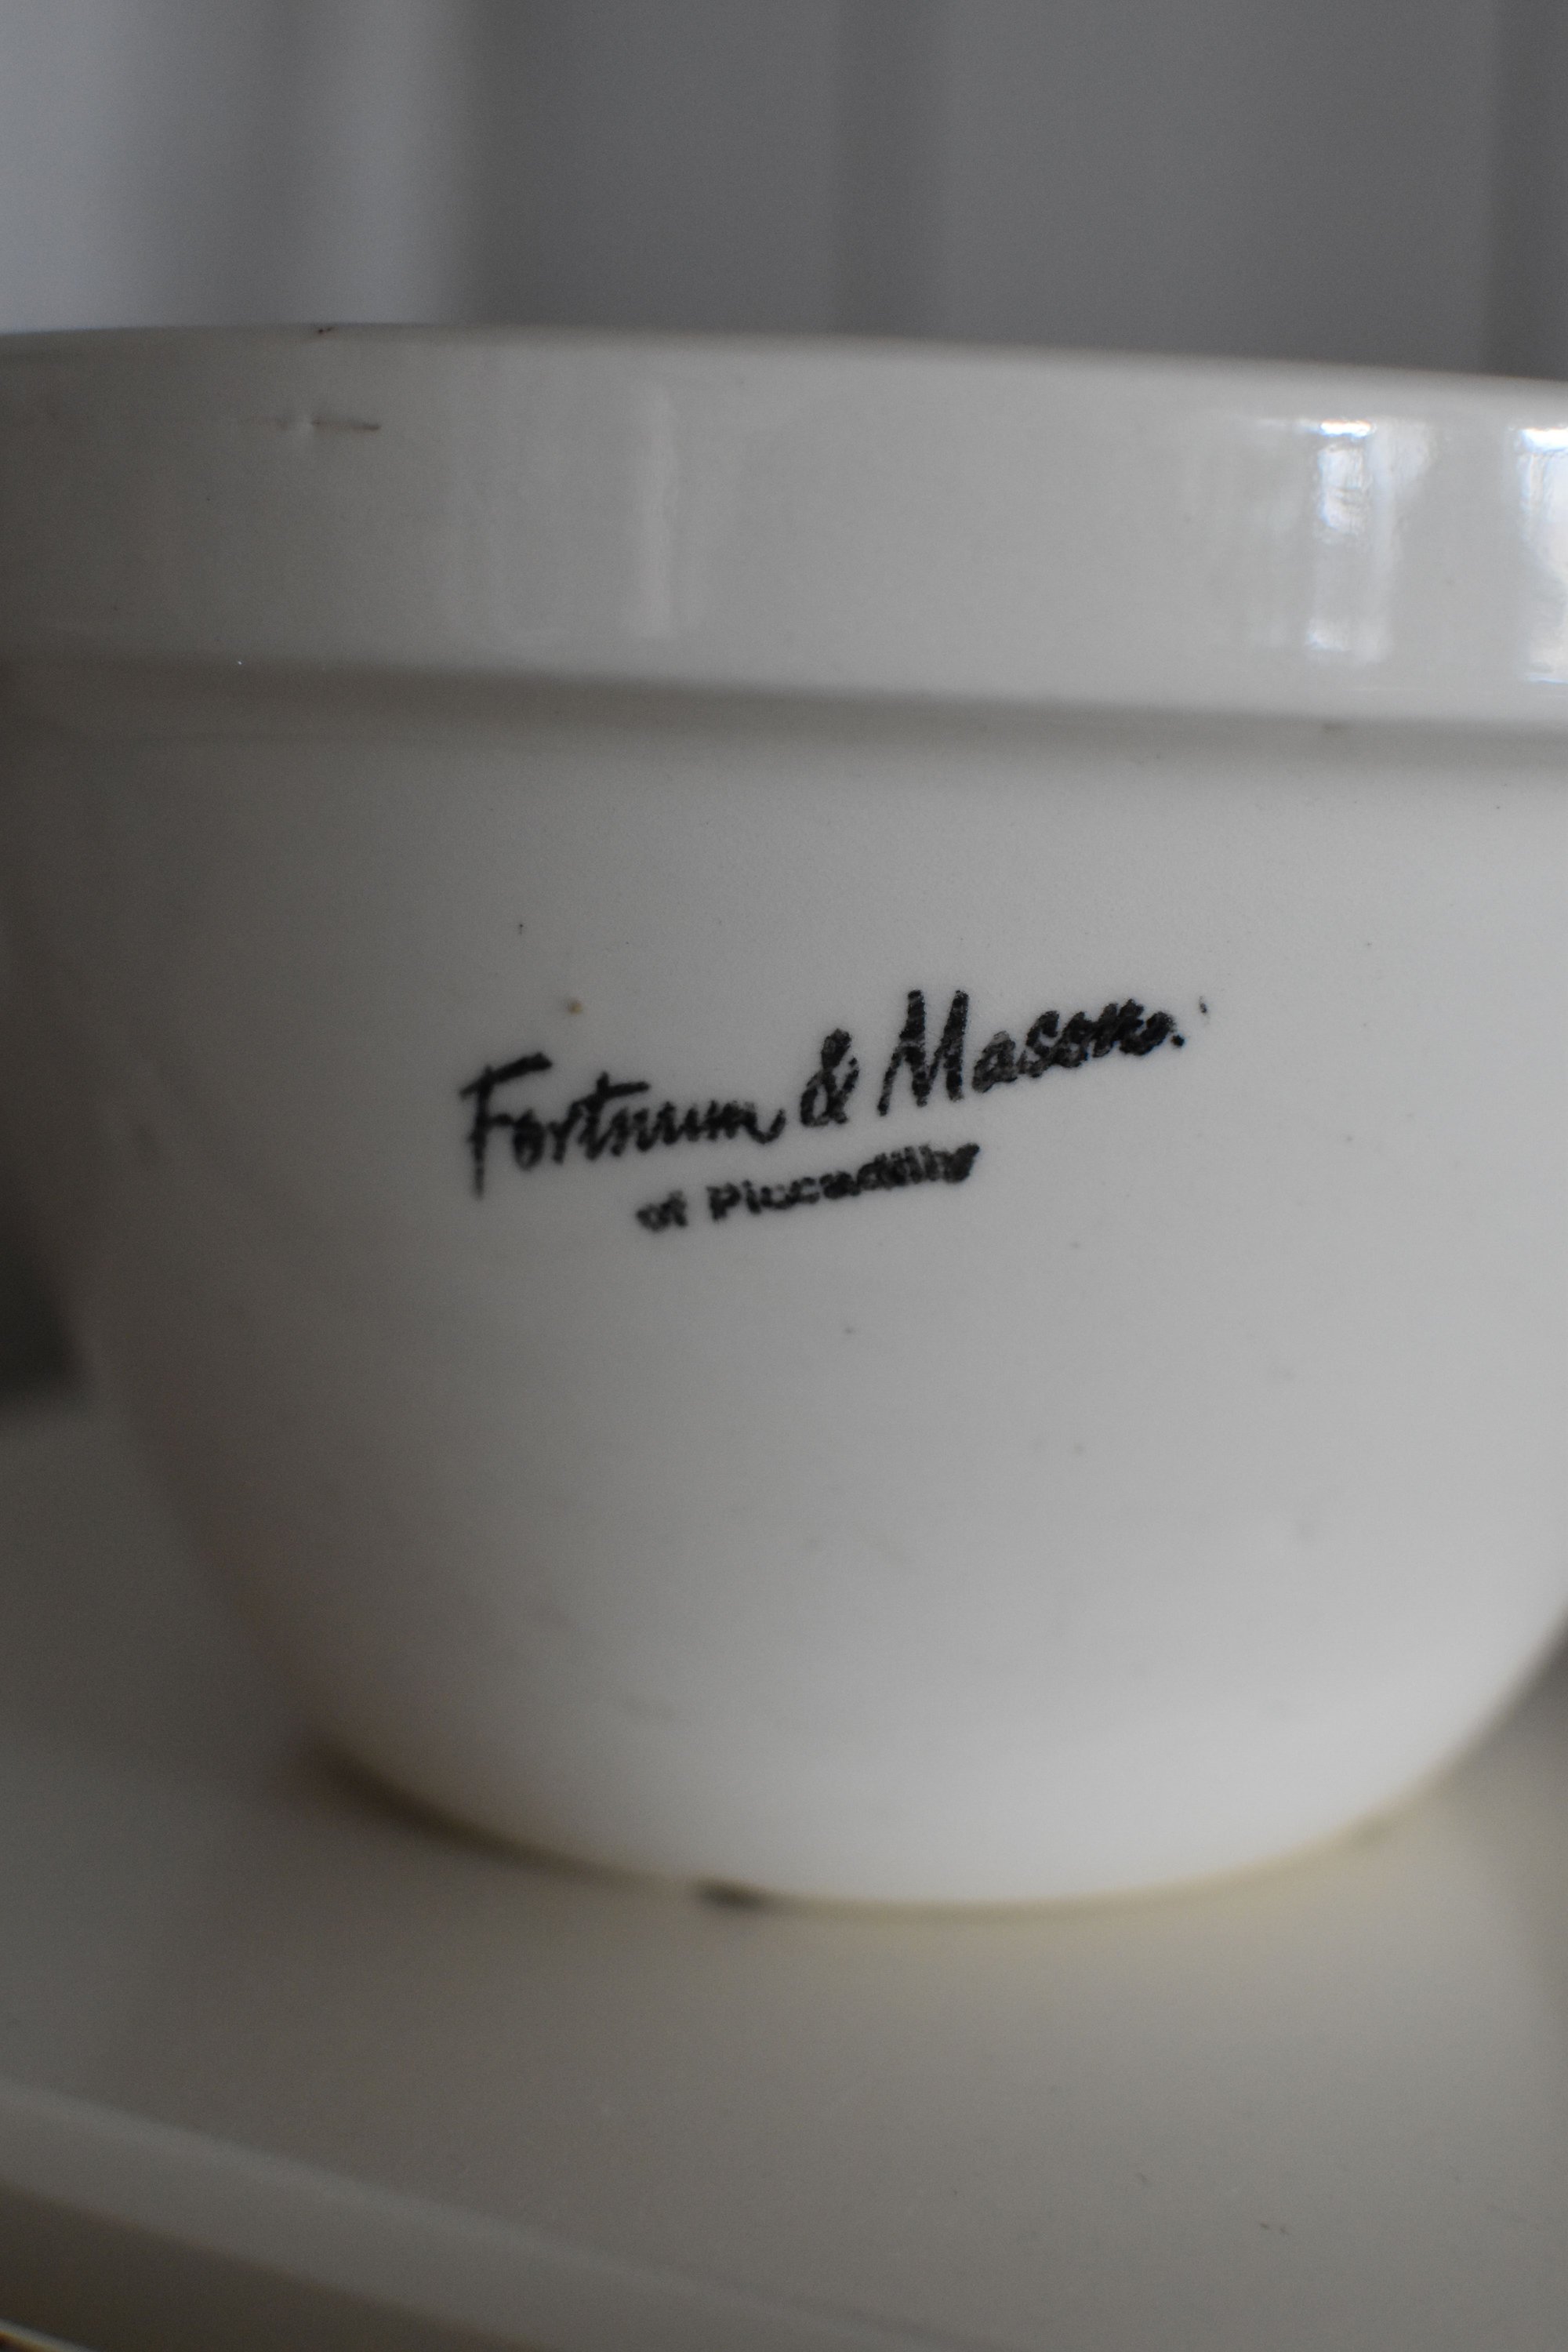 Fortnum & Mason.
of Piccadilly